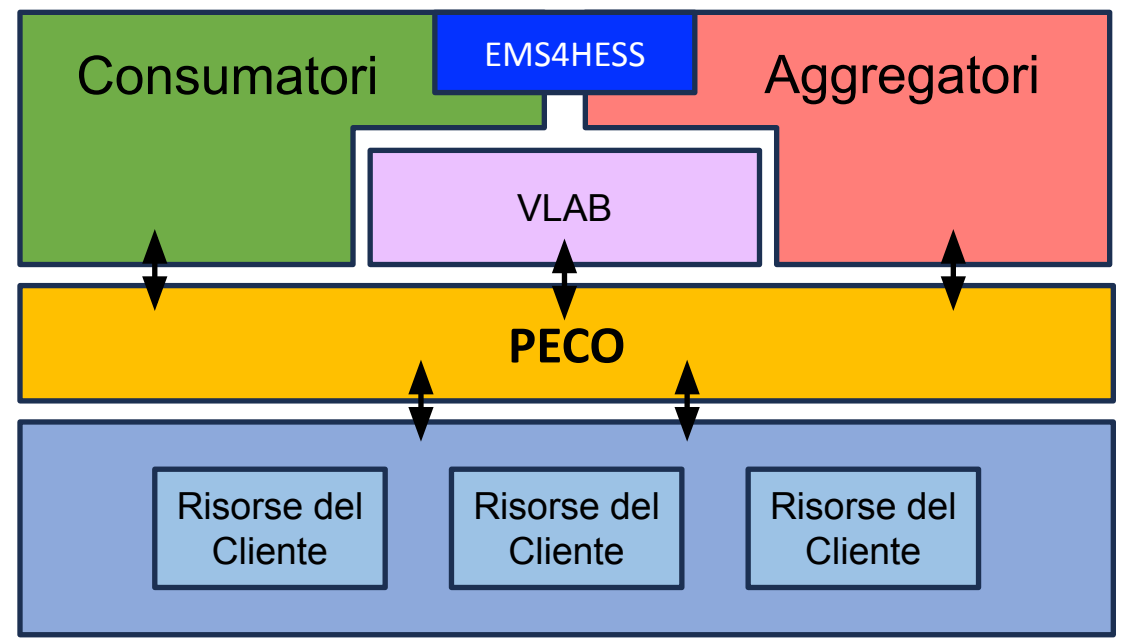 Consumatori
EMS4HESS
Aggregatori
VLAB
PECO
Risorse del
Cliente
Risorse del
Cliente
Risorse del
Cliente